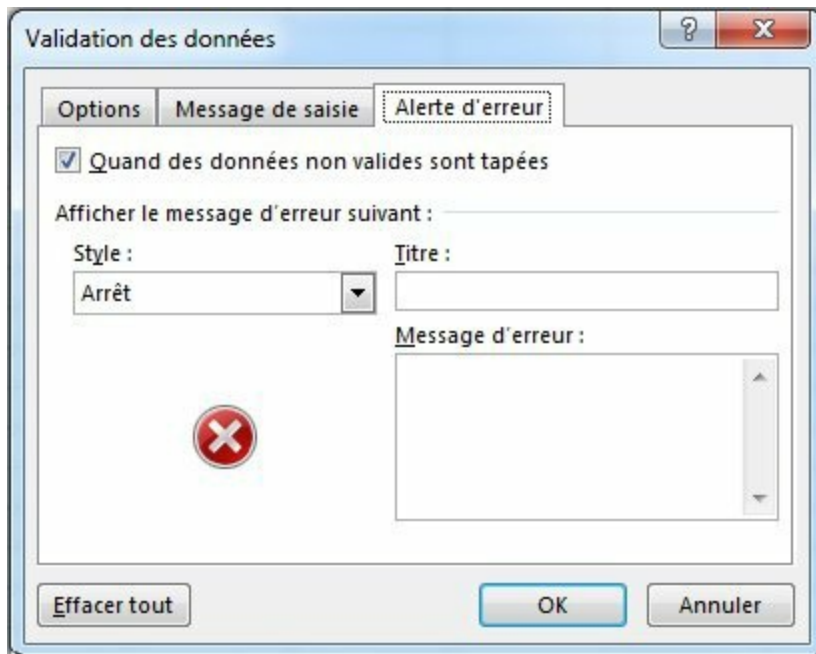 Validation des données
?
Options Message de saisie Alerte d'erreur
Quand des données non valides sont tapées
Afficher le message d'erreur suivant :
Style : Titre :
Arrêt
Message d'erreur :
Effacer tout OK Annuler